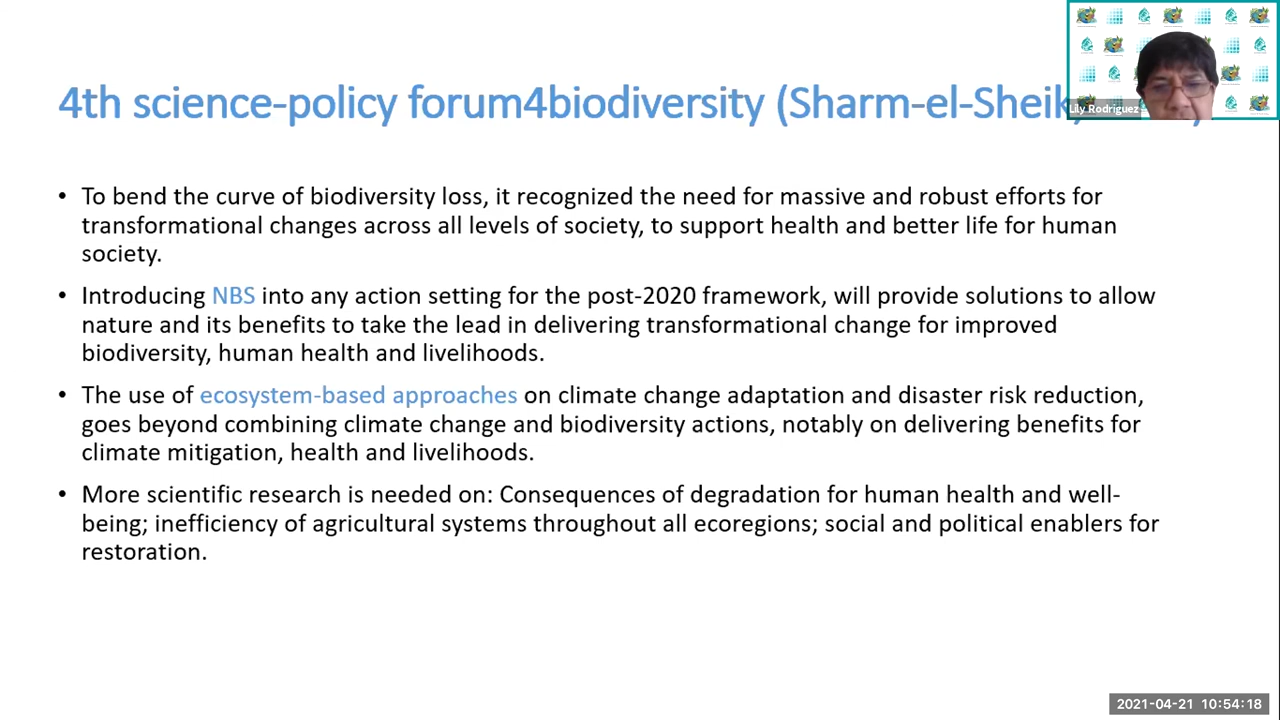 4th science-policy forum4biodiversity (Sharm-el-Sheik,
Lily Rodriguez
• To bend the curve of biodiversity loss, it recognized the need for massive and robust efforts for
transformational changes across all levels of society, to support health and better life for human
society.
• Introducing NBS into any action setting for the post-2020 framework, will provide solutions to allow
nature and its benefits to take the lead in delivering transformational change for improved
biodiversity, human health and livelihoods.
• The use of ecosystem-based approaches on climate change adaptation and disaster risk reduction,
goes beyond combining climate change and biodiversity actions, notably on delivering benefits for
climate mitigation, health and livelihoods.
• More scientific research is needed on: Consequences of degradation for human health and well-
being; inefficiency of agricultural systems throughout all ecoregions; social and political enablers for
restoration.
2021-04-21 10:54:18